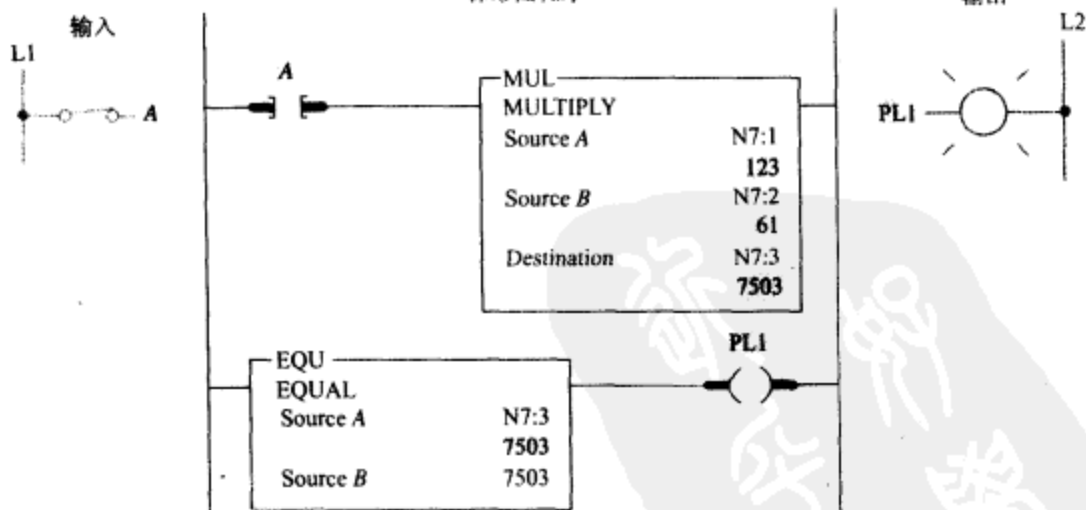 输入
L1
A
A
MUL
MULTIPLY
Source A N7:1
123
Source B N7:2
61
Destination N7:3
7503
PL1
L2
EQU
EQUAL
Source A N7:3
7503
Source B 7503
PL1